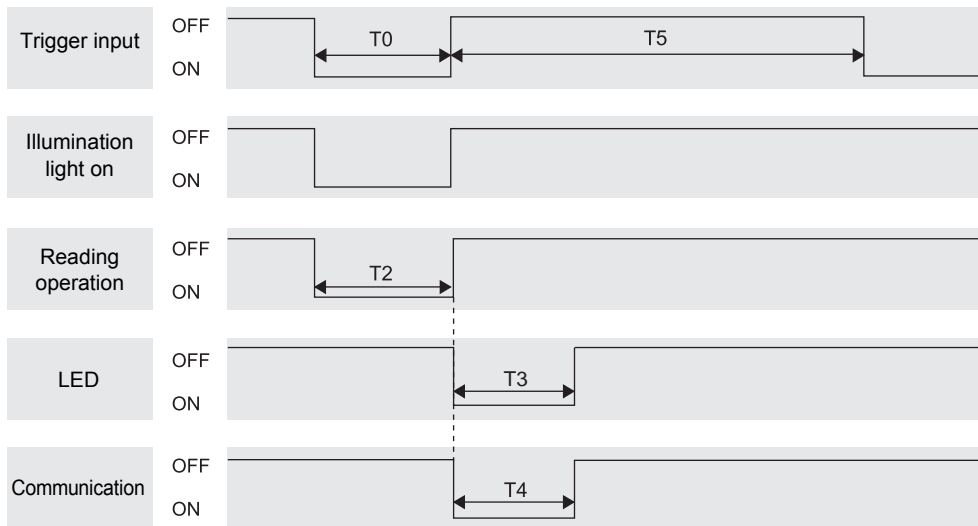 Trigger input
OFF
ON
T0
T5
Illumination
light on
OFF
ON
Reading
operation
OFF
ON
T2
LED
OFF
ON
T3
Communication
OFF
ON
T4